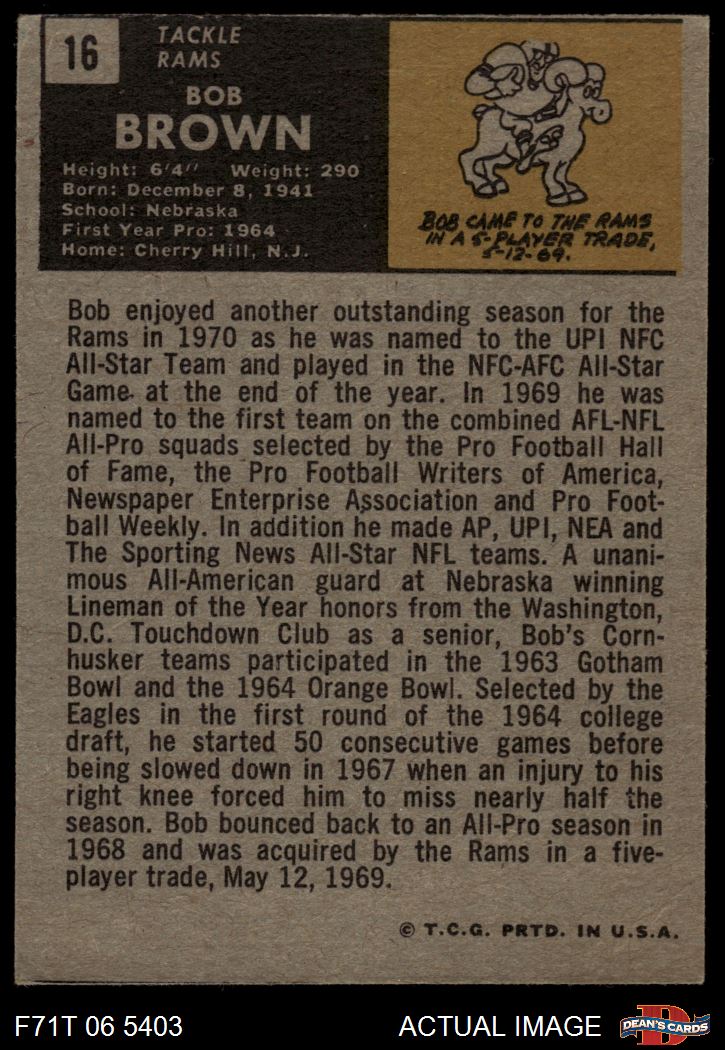 16
TACKLE
RAMS
BOB
BROWN
Height: 6'4" Weight: 290
Born: December 8, 1941
School: Nebraska
First Year Pro: 1964
Home: Cherry Hill, N.J.
BOB CAME TO THE RAMS
IN A 5-PLAYER TRADE,
5-12-69.
Bob enjoyed another outstanding season for the
Rams in 1970 as he was named to the UPI NFC
All-Star Team and played in the NFC-AFC All-Star
Game at the end of the year. In 1969 he was
named to the first team on the combined AFL-NFL
All-Pro squads selected by the Pro Football Hall
of Fame, the Pro Football Writers of America,
Newspaper Enterprise Association and Pro Foot-
ball Weekly. In addition he made AP, UPI, NEA and
The Sporting News All-Star NFL teams. A unani-
mous All-American guard at Nebraska winning
Lineman of the Year honors from the Washington,
D.C. Touchdown Club as a senior, Bob's Corn-
husker teams participated in the 1963 Gotham
Bowl and the 1964 Orange Bowl. Selected by the
Eagles in the first round of the 1964 college
draft, he started 50 consecutive games before
being slowed down in 1967 when an injury to his
right knee forced him to miss nearly half the
season. Bob bounced back to an All-Pro season in
1968 and was acquired by the Rams in a five-
player trade, May 12, 1969.
© T.C.G. PRTD. IN U.S.A.
F71T 06 5403 ACTUAL IMAGE
D
DEAN'S CARDS